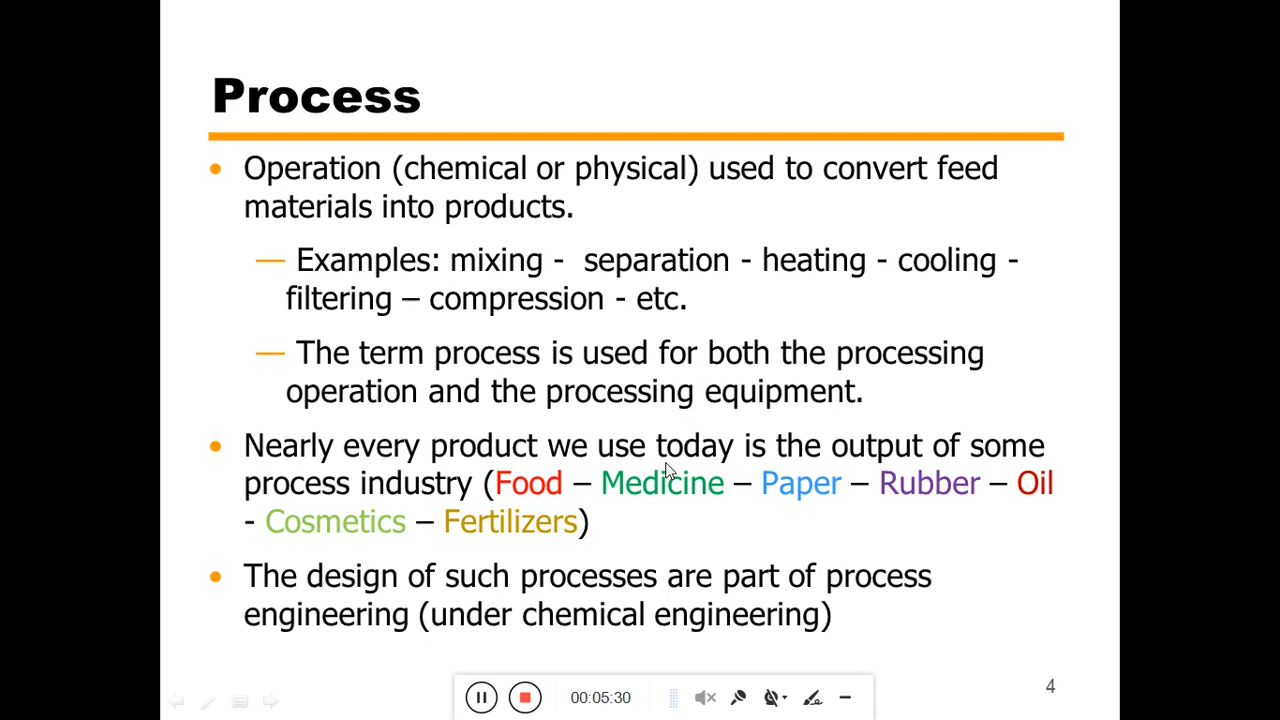 Process
• Operation (chemical or physical) used to convert feed
materials into products.
— Examples: mixing -  separation - heating - cooling -
filtering – compression - etc.
— The term process is used for both the processing
operation and the processing equipment.
• Nearly every product we use today is the output of some
process industry (Food – Medicine – Paper – Rubber – Oil
- Cosmetics – Fertilizers)
• The design of such processes are part of process
engineering (under chemical engineering)
00:05:30
4